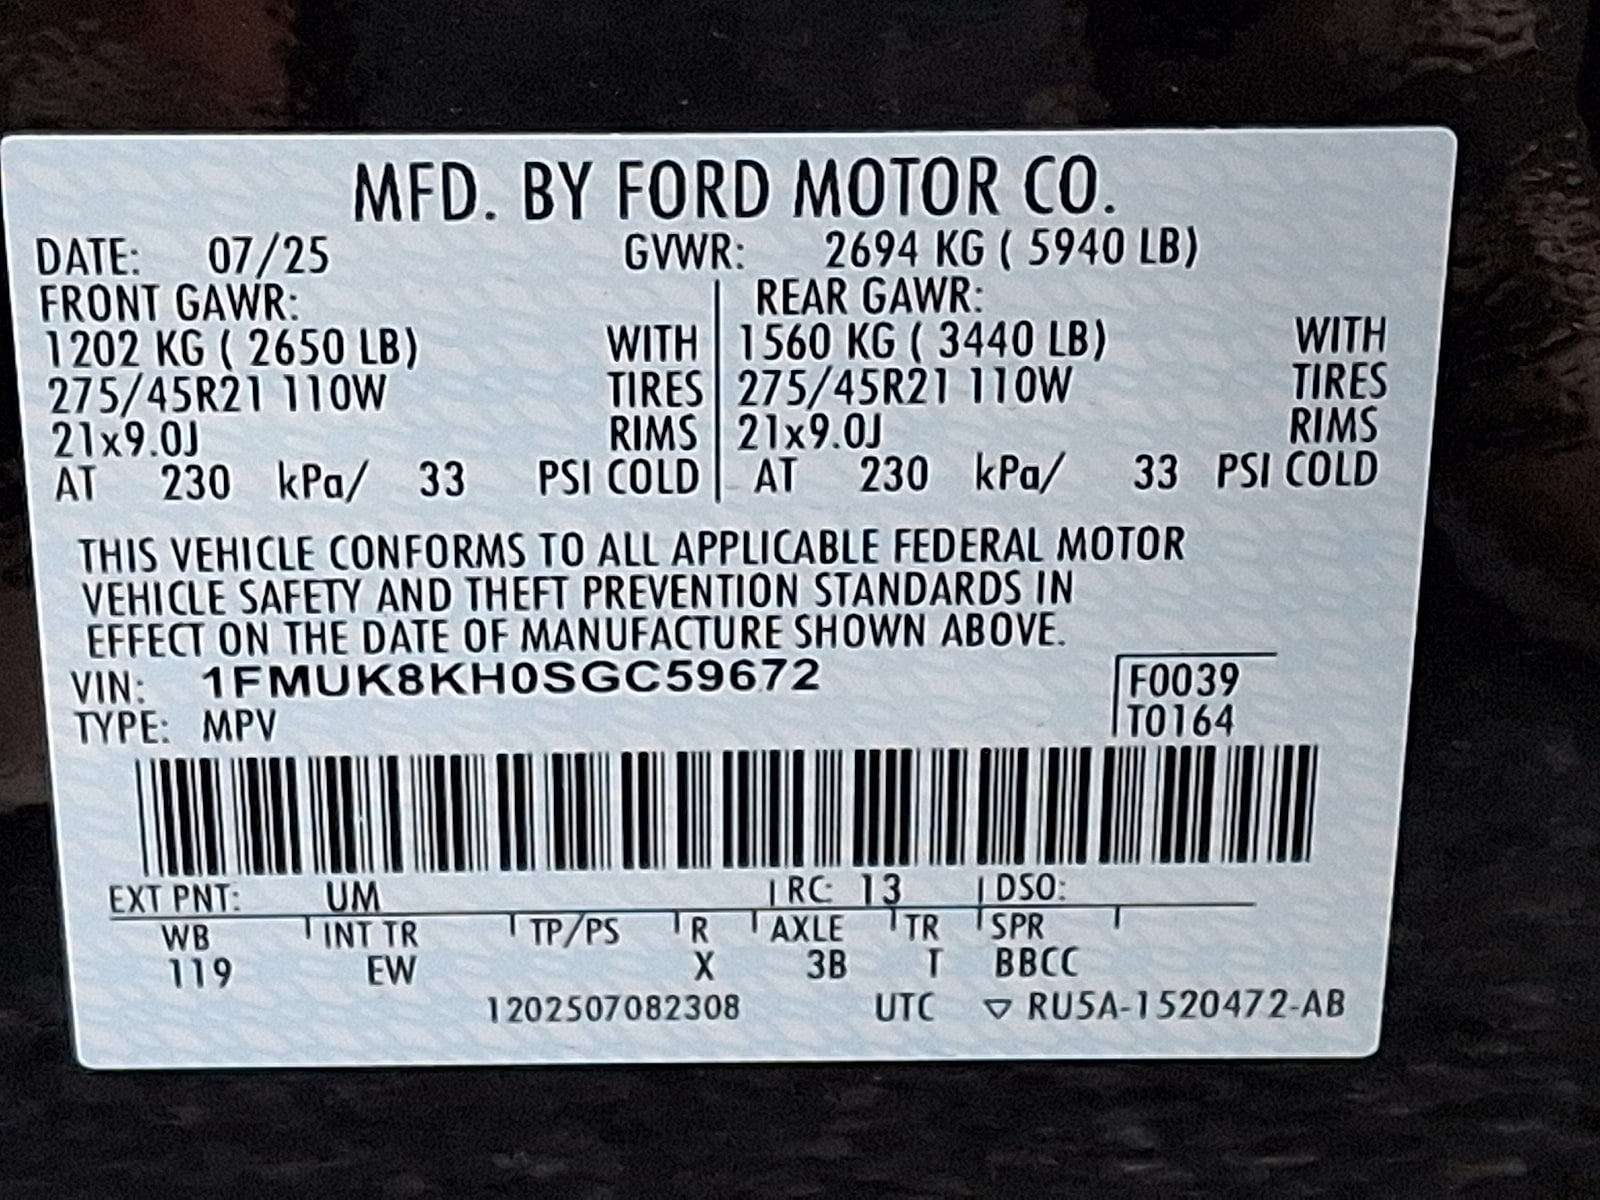 MFD. BY FORD MOTOR CO.
DATE: 07/25 GVWR: 2694 KG ( 5940 LB)
FRONT GAWR: REAR GAWR:
1202 KG ( 2650 LB) WITH 1560 KG ( 3440 LB) WITH
275/45R21 110W TIRES 275/45R21 110W TIRES
21x9.0J RIMS 21x9.0J RIMS
AT 230 kPa/ 33 PSI COLD AT 230 kPa/ 33 PSI COLD
THIS VEHICLE CONFORMS TO ALL APPLICABLE FEDERAL MOTOR
VEHICLE SAFETY AND THEFT PREVENTION STANDARDS IN
EFFECT ON THE DATE OF MANUFACTURE SHOWN ABOVE.
VIN: 1FMUK8KH0SGC59672 F0039
TYPE: MPV T0164
EXT PNT: UM RC: 13 DSO:
WB INT TR TP/PS R AXLE TR SPR
119 EW X 3B T BBCC
1202507082308 UTC ▽ RU5A-1520472-AB